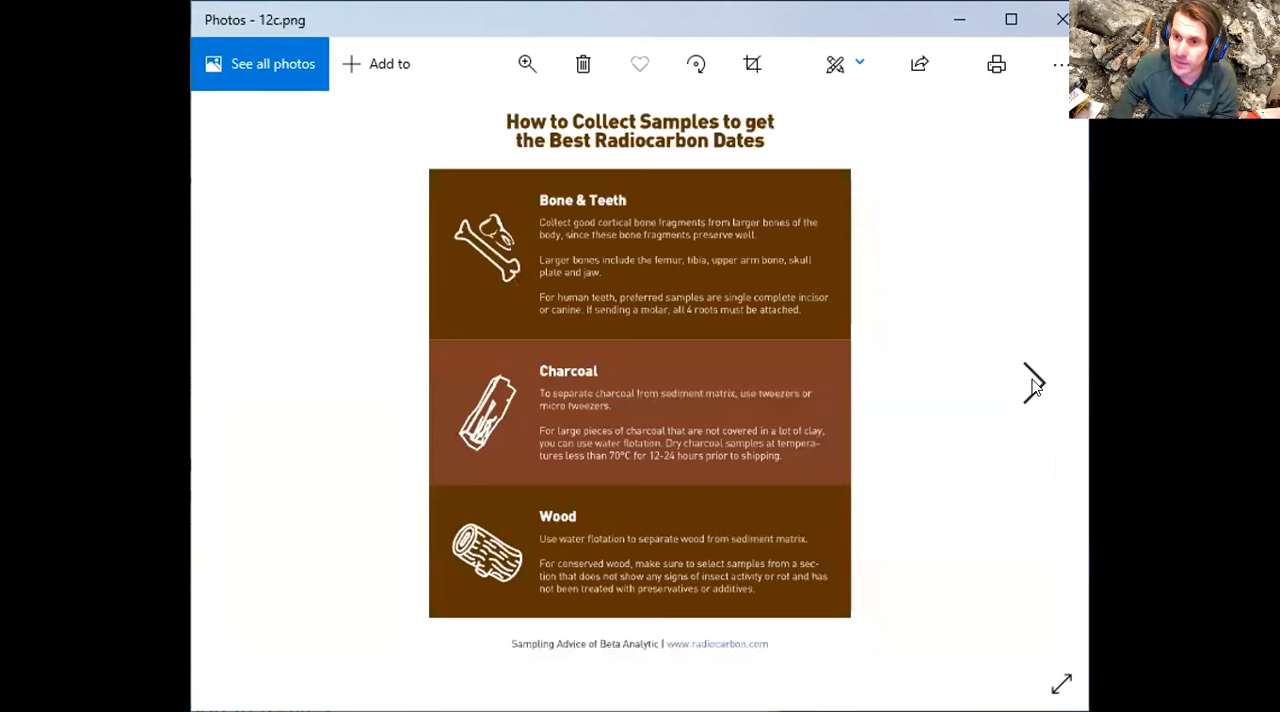 Photos - 12c.png
See all photos
Add to
How to Collect Samples to get
the Best Radiocarbon Dates
Bone & Teeth
Collect good cortical bone fragments from larger bones of the
body, since these bone fragments preserve well.
Larger bones include the femur, tibia, upper arm bone, skull
plate and jaw.
For human teeth, preferred samples are single complete incisor
or canine. If sending a molar, all 4 roots must be attached.
Charcoal
To separate charcoal from sediment matrix, use tweezers or
micro tweezers.
For large pieces of charcoal that are not covered in a lot of clay,
you can use water flotation. Dry charcoal samples at tempera-
tures less than 70°C for 12-24 hours prior to shipping.
Wood
Use water flotation to separate wood from sediment matrix.
For conserved wood, make sure to select samples from a sec-
tion that does not show any signs of insect activity or rot and has
not been treated with preservatives or additives.
Sampling Advice of Beta Analytic | www.radiocarbon.com